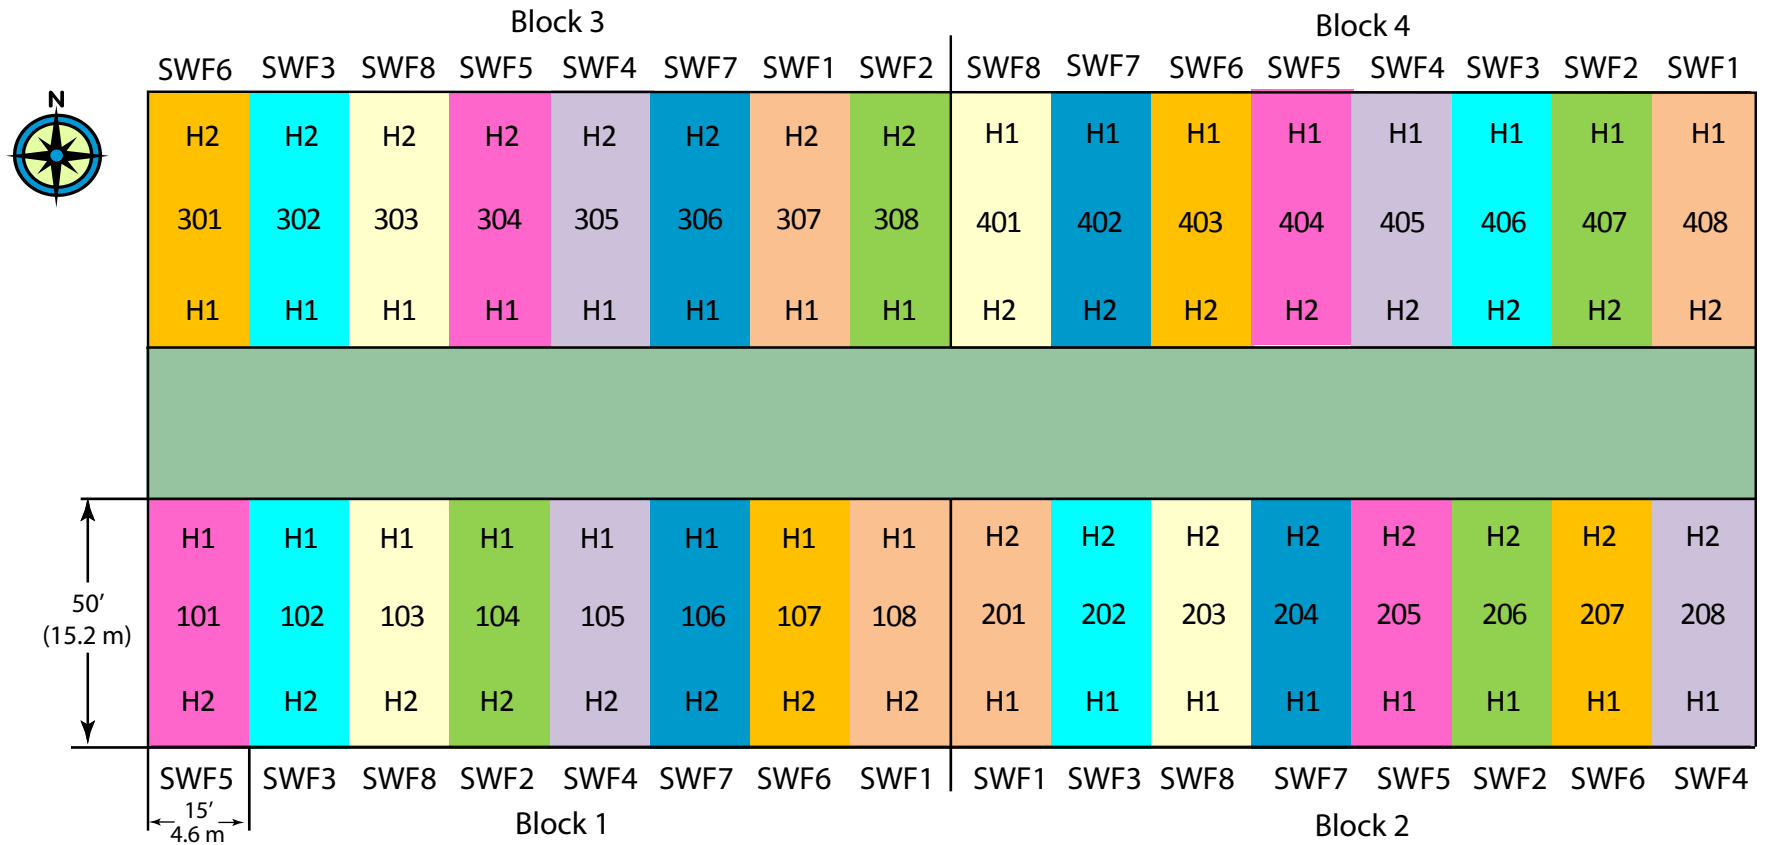 Block 3 Block 4
SWF6 SWF3 SWF8 SWF5 SWF4 SWF7 SWF1 SWF2 SWF8 SWF7 SWF6 SWF5 SWF4 SWF3 SWF2 SWF1
N
H2 H2 H2 H2 H2 H2 H2 H2 H1 H1 H1 H1 H1 H1 H1 H1
301 302 303 304 305 306 307 308 401 402 403 404 405 406 407 408
H1 H1 H1 H1 H1 H1 H1 H1 H2 H2 H2 H2 H2 H2 H2 H2
H1 H1 H1 H1 H1 H1 H1 H1 H2 H2 H2 H2 H2 H2 H2 H2
50’
(15.2 m)
101 102 103 104 105 106 107 108 201 202 203 204 205 206 207 208
H2 H2 H2 H2 H2 H2 H2 H2 H1 H1 H1 H1 H1 H1 H1 H1
SWF5 SWF3 SWF8 SWF2 SWF4 SWF7 SWF6 SWF1 SWF1 SWF3 SWF8 SWF7 SWF5 SWF2 SWF6 SWF4
15’
4.6 m
Block 1 Block 2